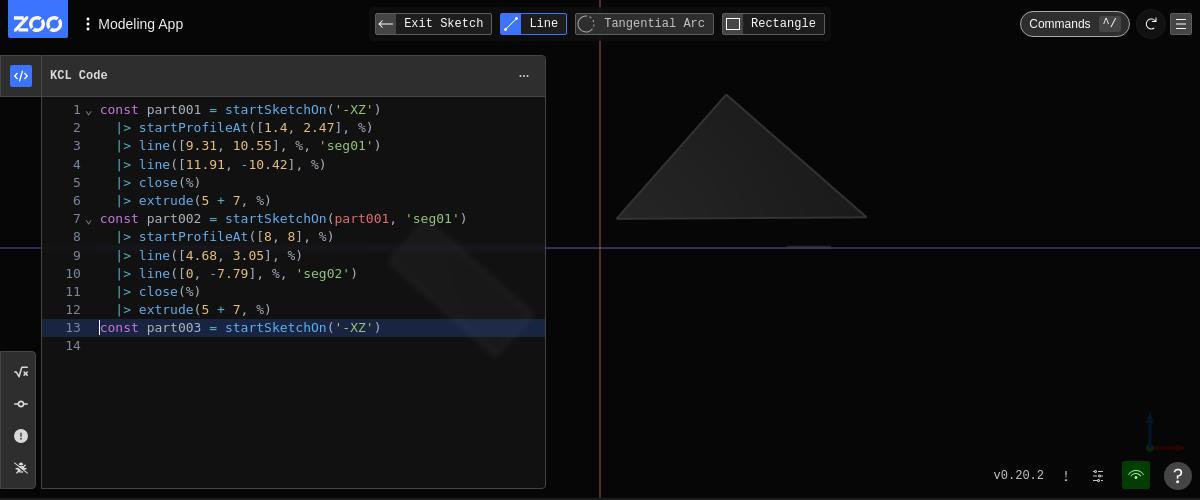 ZOO
Modeling App
Exit Sketch
Line
Tangential Arc
Rectangle
Commands ^/
KCL Code
1 const part001 = startSketchOn('-XZ')
2 |> startProfileAt([1.4, 2.47], %)
3 |> line([9.31, 10.55], %, 'seg01')
4 |> line([11.91, -10.42], %)
5 |> close(%)
6 |> extrude(5 + 7, %)
7 const part002 = startSketchOn(part001, 'seg01')
8 |> startProfileAt([8, 8], %)
9 |> line([4.68, 3.05], %)
10 |> line([0, -7.79], %, 'seg02')
11 |> close(%)
12 |> extrude(5 + 7, %)
13 const part003 = startSketchOn('-XZ')
14
v0.20.2
!
?